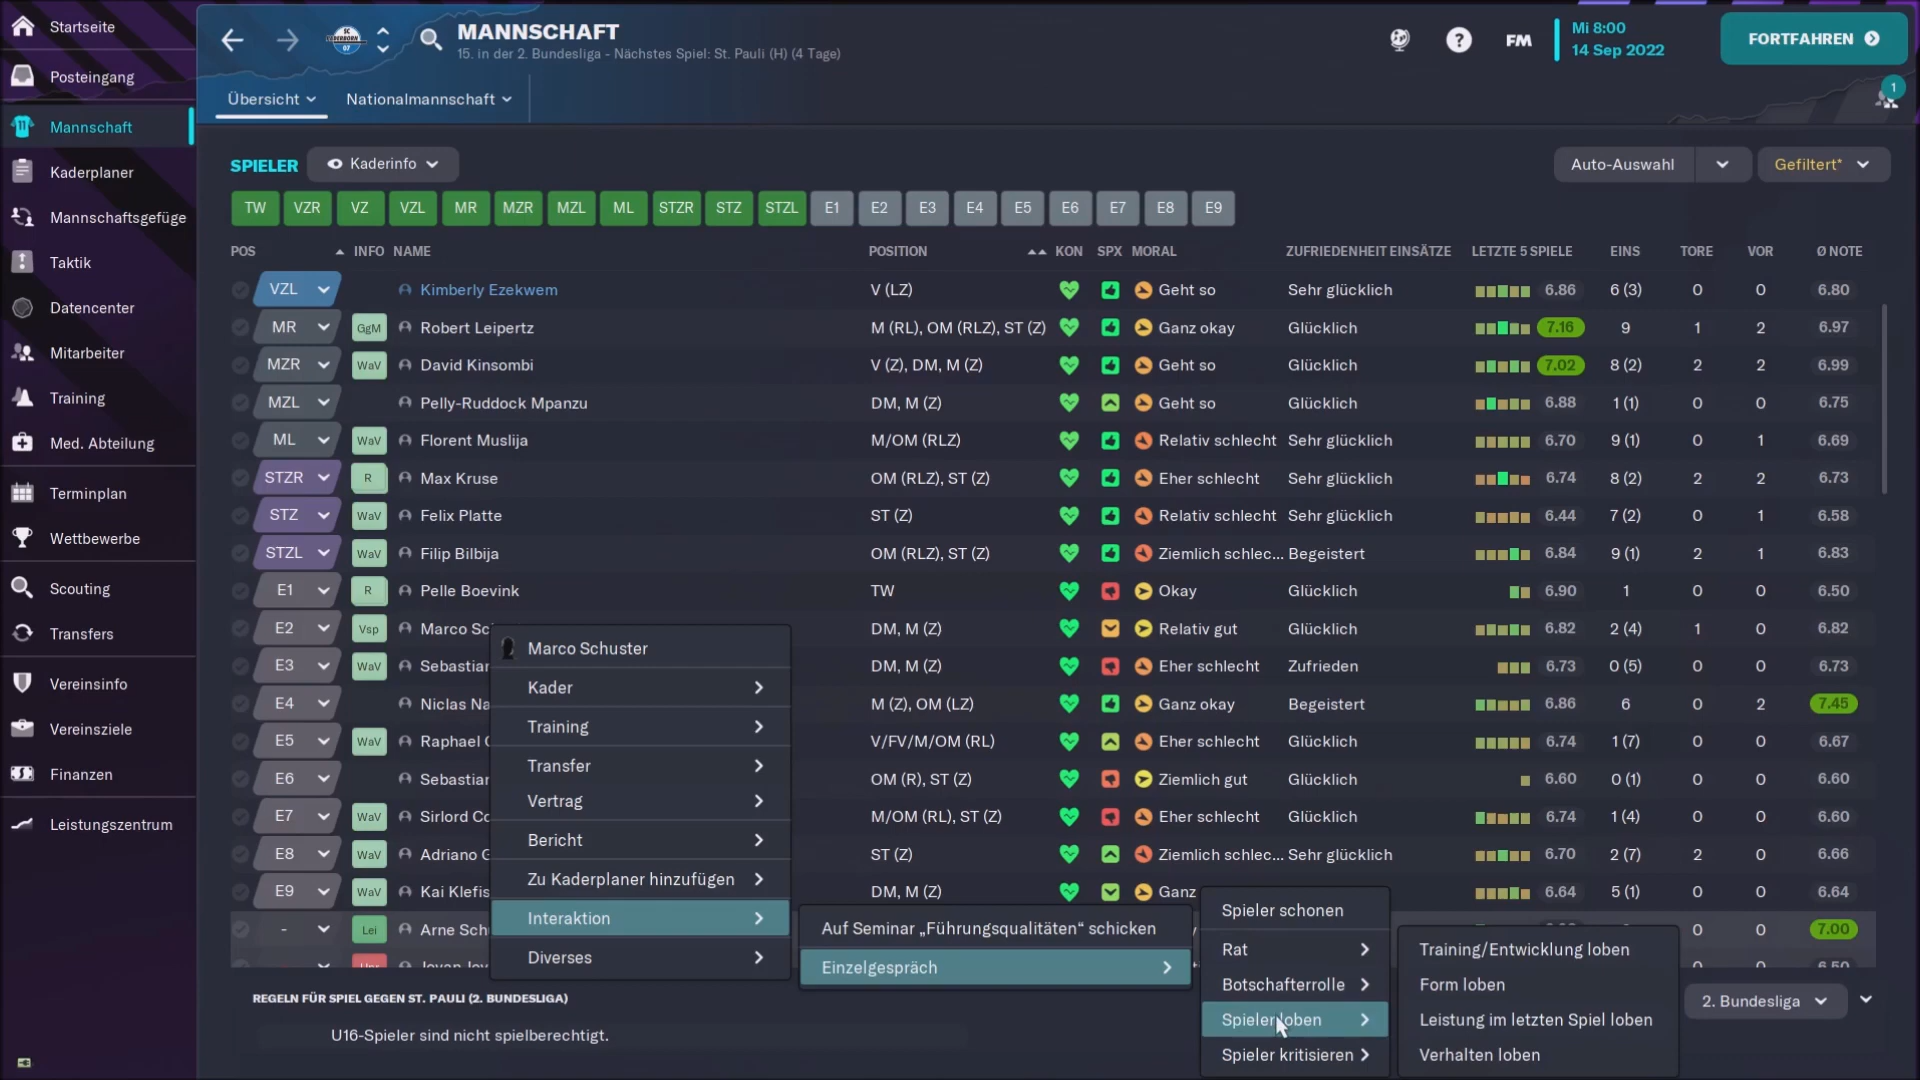 Startseite
Posteingang
Mannschaft
Kaderplaner
Mannschaftsgefüge
Taktik
Datencenter
Mitarbeiter
Training
Med. Abteilung
Terminplan
Wettbewerbe
Scouting
Transfers
Vereinsinfo
Vereinsziele
Finanzen
Leistungszentrum
MANNSCHAFT
15. in der 2. Bundesliga - Nächstes Spiel: St. Pauli (H) (4 Tage)
? FM
Mi 8:00
14 Sep 2022
FORTFAHREN
1
Übersicht Nationalmannschaft
SPIELER Kaderinfo Auto-Auswahl Gefiltert*
TW VZR VZ VZL MR MZR MZL ML STZR STZ STZL E1 E2 E3 E4 E5 E6 E7 E8 E9
POS INFO NAME POSITION KON SPX MORAL ZUFRIEDENHEIT EINSÄTZE LETZTE 5 SPIELE EINS TORE VOR Ø NOTE
VZL Kimberly Ezekwem V (LZ) Geht so Sehr glücklich 6.86 6 (3) 0 0 6.80
MR GgM Robert Leipertz M (RL), OM (RLZ), ST (Z) Ganz okay Glücklich 7.16 9 1 2 6.97
MZR WaV David Kinsombi V (Z), DM, M (Z) Geht so Glücklich 7.02 8 (2) 2 2 6.99
MZL Pelly-Ruddock Mpanzu DM, M (Z) Geht so Glücklich 6.88 1 (1) 0 0 6.75
ML WaV Florent Muslija M/OM (RLZ) Relativ schlecht Sehr glücklich 6.70 9 (1) 0 1 6.69
STZR R Max Kruse OM (RLZ), ST (Z) Eher schlecht Sehr glücklich 6.74 8 (2) 2 2 6.73
STZ WaV Felix Platte ST (Z) Relativ schlecht Sehr glücklich 6.44 7 (2) 0 1 6.58
STZL WaV Filip Bilbija OM (RLZ), ST (Z) Ziemlich schlec... Begeistert 6.84 9 (1) 2 1 6.83
E1 R Pelle Boevink TW Okay Glücklich 6.90 1 0 0 6.50
E2 Vsp Marco Sc DM, M (Z) Relativ gut Glücklich 6.82 2 (4) 1 0 6.82
E3 WaV Sebastian DM, M (Z) Eher schlecht Zufrieden 6.73 0 (5) 0 0 6.73
E4 Niclas Na M (Z), OM (LZ) Ganz okay Begeistert 6.86 6 0 2 7.45
E5 WaV Raphael V/FV/M/OM (RL) Eher schlecht Glücklich 6.74 1 (7) 0 0 6.67
E6 Sebastian OM (R), ST (Z) Ziemlich gut Glücklich 6.60 0 (1) 0 0 6.60
E7 WaV Sirlord Co M/OM (RL), ST (Z) Eher schlecht Glücklich 6.74 1 (4) 0 0 6.60
E8 WaV Adriano ST (Z) Ziemlich schlec... Sehr glücklich 6.70 2 (7) 2 0 6.66
E9 WaV Kai Klefis DM, M (Z) Ganz 6.64 5 (1) 0 0 6.64
- Lei Arne Sch 0 0 7.00
Marco Schuster
Kader
Training
Transfer
Vertrag
Bericht
Zu Kaderplaner hinzufügen
Interaktion
Diverses
Auf Seminar „Führungsqualitäten“ schicken
Einzelgespräch
Spieler schonen
Rat
Botschafterrolle
Spieler loben
Spieler kritisieren
Training/Entwicklung loben
Form loben
Leistung im letzten Spiel loben
Verhalten loben
REGELN FÜR SPIEL GEGEN ST. PAULI (2. BUNDESLIGA)
U16-Spieler sind nicht spielberechtigt.
2. Bundesliga